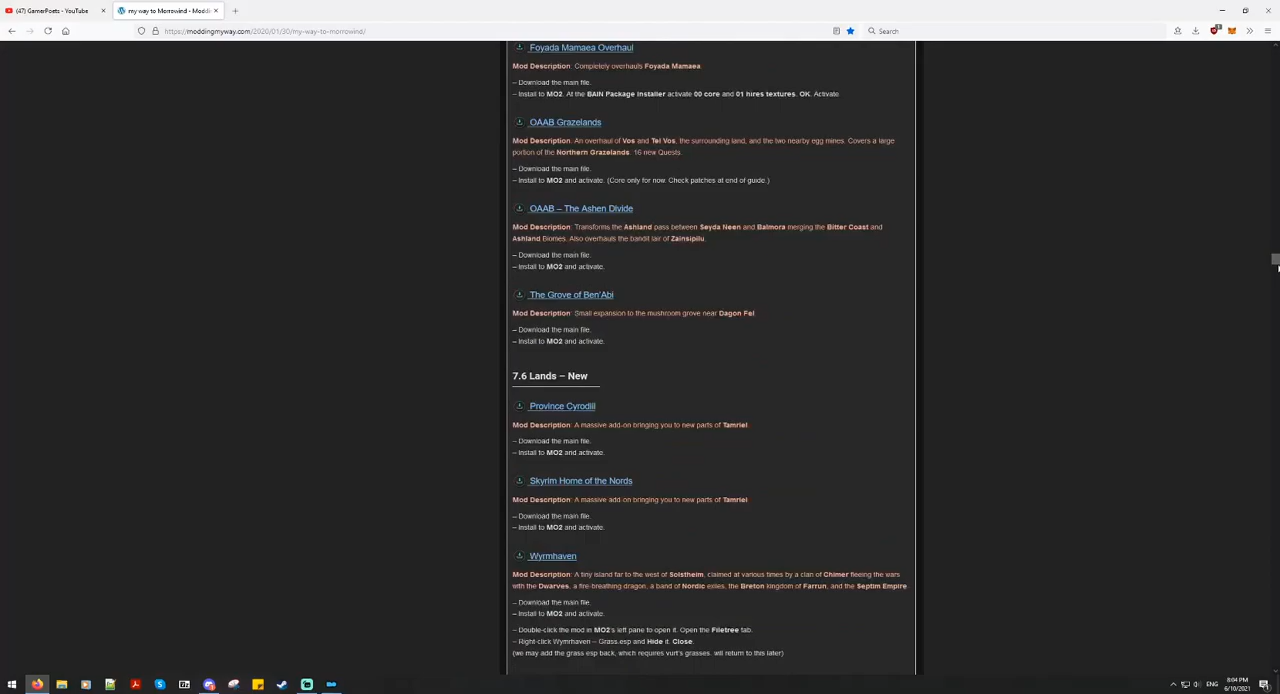 (47) GamerPoets - YouTube
my way to Morrowind - Moddi
https://moddingmyway.com/2020/01/30/my-way-to-morrowind/
Search
Foyada Mamaea Overhaul
Mod Description: Completely overhauls Foyada Mamaea
– Download the main file.
– Install to MO2. At the BAIN Package Installer activate 00 core and 01 hires textures. OK. Activate.
OAAB Grazelands
Mod Description: An overhaul of Vos and Tel Vos, the surrounding land, and the two nearby egg mines. Covers a large
portion of the Northern Grazelands. 16 new Quests.
– Download the main file.
– Install to MO2 and activate. (Core only for now. Check patches at end of guide.)
OAAB – The Ashen Divide
Mod Description: Transforms the Ashland pass between Seyda Neen and Balmora merging the Bitter Coast and
Ashland Biomes. Also overhauls the bandit lair of Zainsipilu.
– Download the main file.
– Install to MO2 and activate.
The Grove of Ben'Abi
Mod Description: Small expansion to the mushroom grove near Dagon Fel.
– Download the main file.
– Install to MO2 and activate.
7.6 Lands – New
Province Cyrodiil
Mod Description: A massive add-on bringing you to new parts of Tamriel.
– Download the main file.
– Install to MO2 and activate.
Skyrim Home of the Nords
Mod Description: A massive add-on bringing you to new parts of Tamriel.
– Download the main file.
– Install to MO2 and activate.
Wyrmhaven
Mod Description: A tiny island far to the west of Solstheim, claimed at various times by a clan of Chimer fleeing the wars
with the Dwarves, a fire-breathing dragon, a band of Nordic exiles, the Breton kingdom of Farrun, and the Septim Empire.
– Download the main file.
– Install to MO2 and activate.
– Double-click the mod in MO2's left pane to open it. Open the Filetree tab.
– Right-click Wyrmhaven – Grass.esp and Hide it. Close.
(we may add the grass esp back, which requires vurt's grasses. will return to this later)
ENG
8:04 PM
6/10/2021